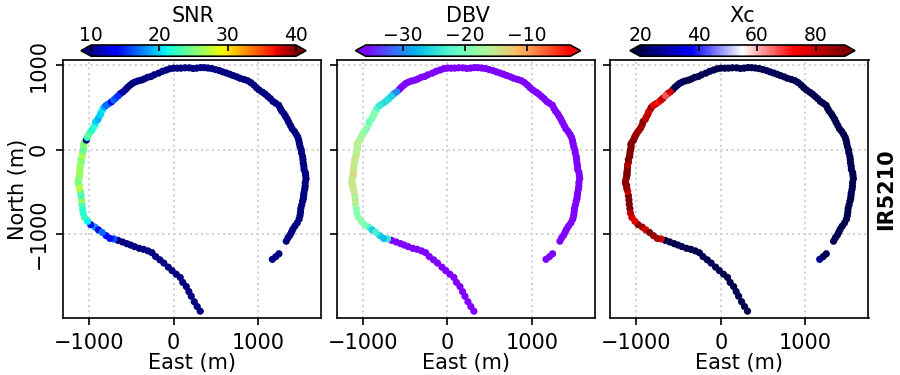 SNR DBV Xc
10 20 30 40 −30 −20 −10 20 40 60 80
1000
0
−1000
North (m)
IR5210
−1000 0 1000 −1000 0 1000 −1000 0 1000
East (m) East (m) East (m)